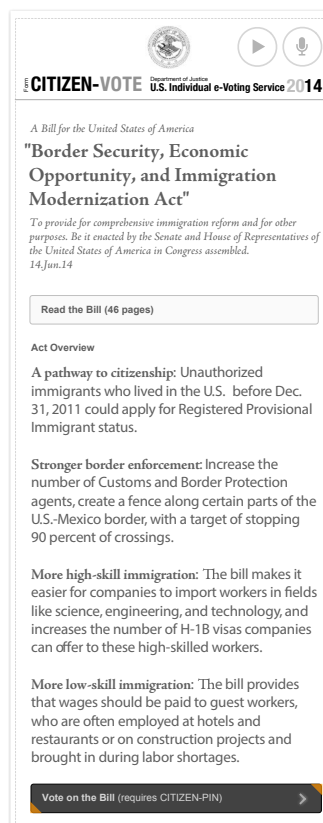 Form
CITIZEN-VOTE
Department of Justice
U.S. Individual e-Voting Service
2014
A Bill for the United States of America
"Border Security, Economic
Opportunity, and Immigration
Modernization Act"
To provide for comprehensive immigration reform and for other
purposes. Be it enacted by the Senate and House of Representatives of
the United States of America in Congress assembled.
14.Jun.14
Read the Bill (46 pages)
Act Overview
A pathway to citizenship: Unauthorized
immigrants who lived in the U.S. before Dec.
31, 2011 could apply for Registered Provisional
Immigrant status.
Stronger border enforcement: Increase the
number of Customs and Border Protection
agents, create a fence along certain parts of the
U.S.-Mexico border, with a target of stopping
90 percent of crossings.
More high-skill immigration: The bill makes it
easier for companies to import workers in fields
like science, engineering, and technology, and
increases the number of H-1B visas companies
can offer to these high-skilled workers.
More low-skill immigration: The bill provides
that wages should be paid to guest workers,
who are often employed at hotels and
restaurants or on construction projects and
brought in during labor shortages.
Vote on the Bill (requires CITIZEN-PIN)